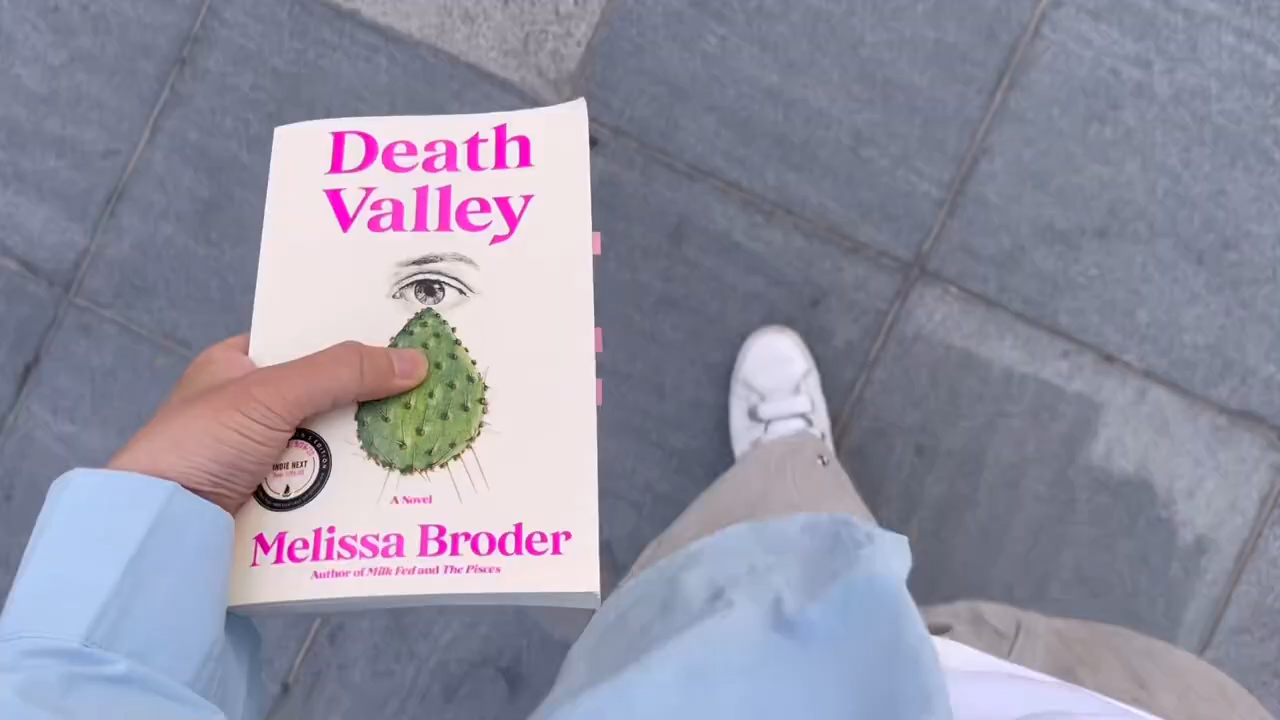 Death
Valley
INDIE NEXT
A Novel
Melissa Broder
Author of Milk Fed and The Pisces